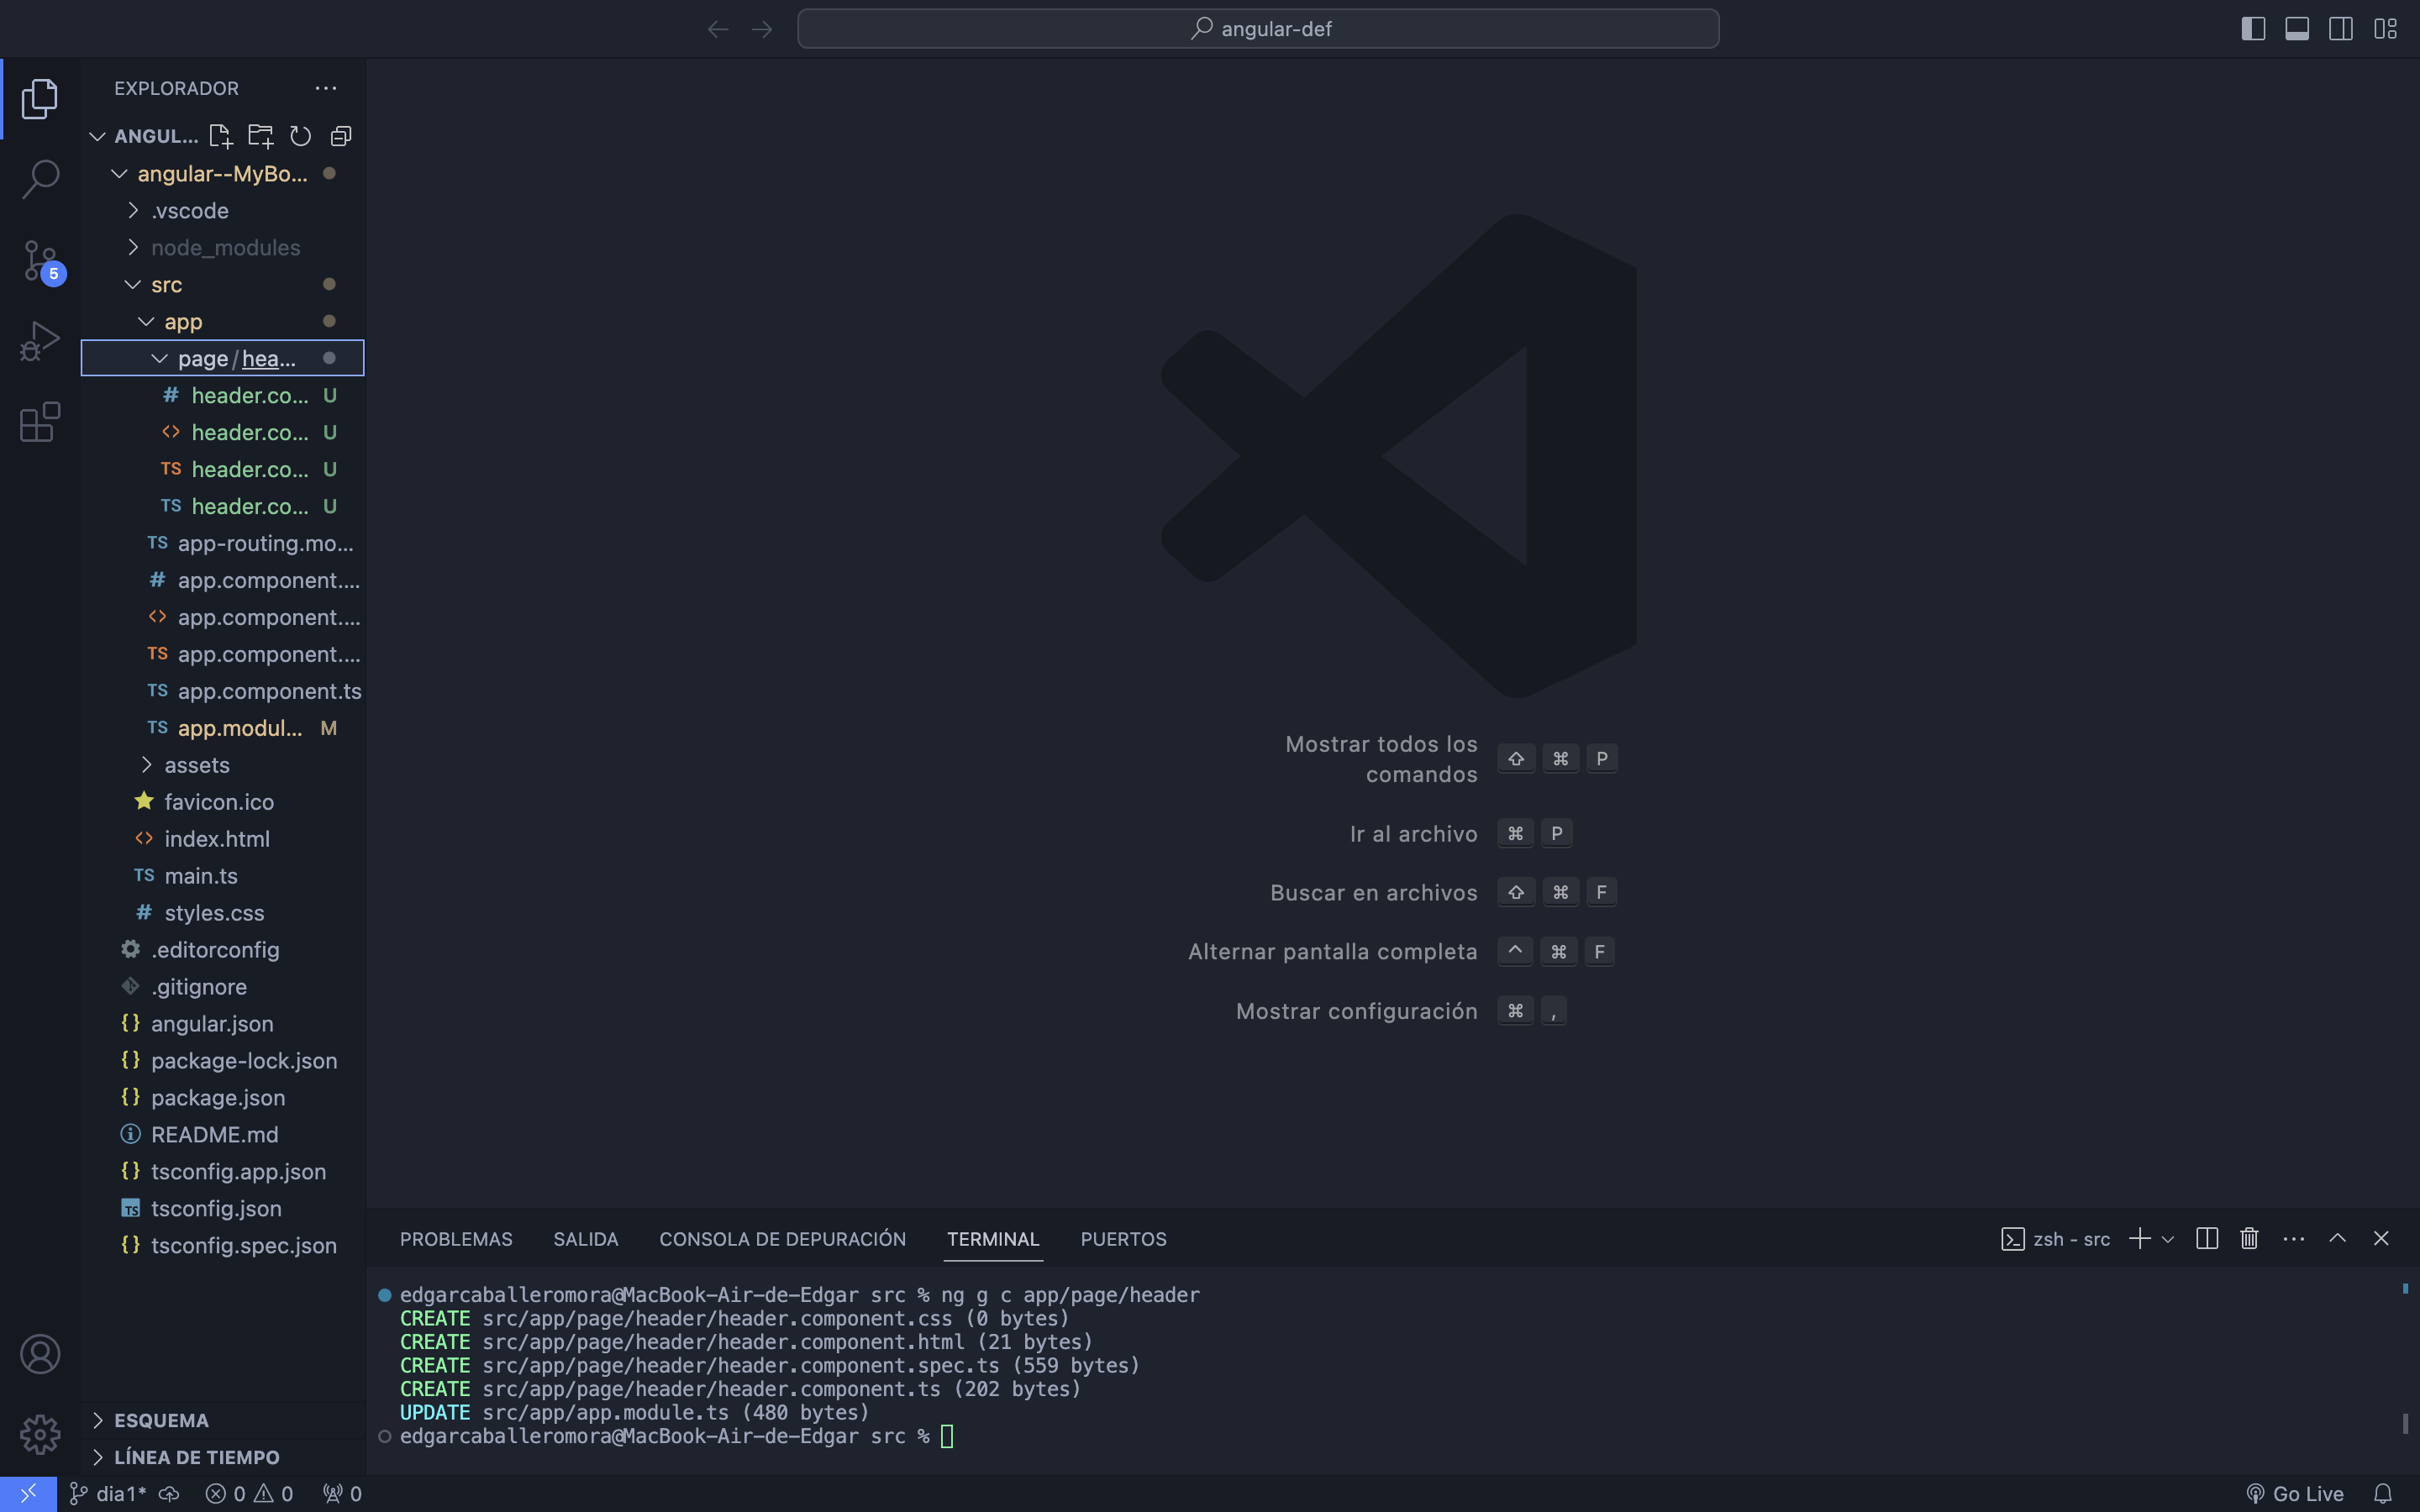 angular-def
EXPLORADOR
ANGUL...
angular--MyBo...
.vscode
node_modules
src
app
page/hea...
# header.co... U
<> header.co... U
TS header.co... U
TS header.co... U
TS app-routing.mo...
# app.component....
<> app.component....
TS app.component....
TS app.component.ts
TS app.modul... M
assets
favicon.ico
<> index.html
TS main.ts
# styles.css
.editorconfig
.gitignore
{} angular.json
{} package-lock.json
{} package.json
README.md
{} tsconfig.app.json
TS tsconfig.json
{} tsconfig.spec.json
ESQUEMA
LÍNEA DE TIEMPO
5
Mostrar todos los
comandos ⇧ ⌘ P
Ir al archivo ⌘ P
Buscar en archivos ⇧ ⌘ F
Alternar pantalla completa ^ ⌘ F
Mostrar configuración ⌘ ,
PROBLEMAS SALIDA CONSOLA DE DEPURACIÓN TERMINAL PUERTOS zsh - src
edgarcaballeromora@MacBook-Air-de-Edgar src % ng g c app/page/header
CREATE src/app/page/header/header.component.css (0 bytes)
CREATE src/app/page/header/header.component.html (21 bytes)
CREATE src/app/page/header/header.component.spec.ts (559 bytes)
CREATE src/app/page/header/header.component.ts (202 bytes)
UPDATE src/app/app.module.ts (480 bytes)
edgarcaballeromora@MacBook-Air-de-Edgar src %
dia1* 0 0 0 Go Live